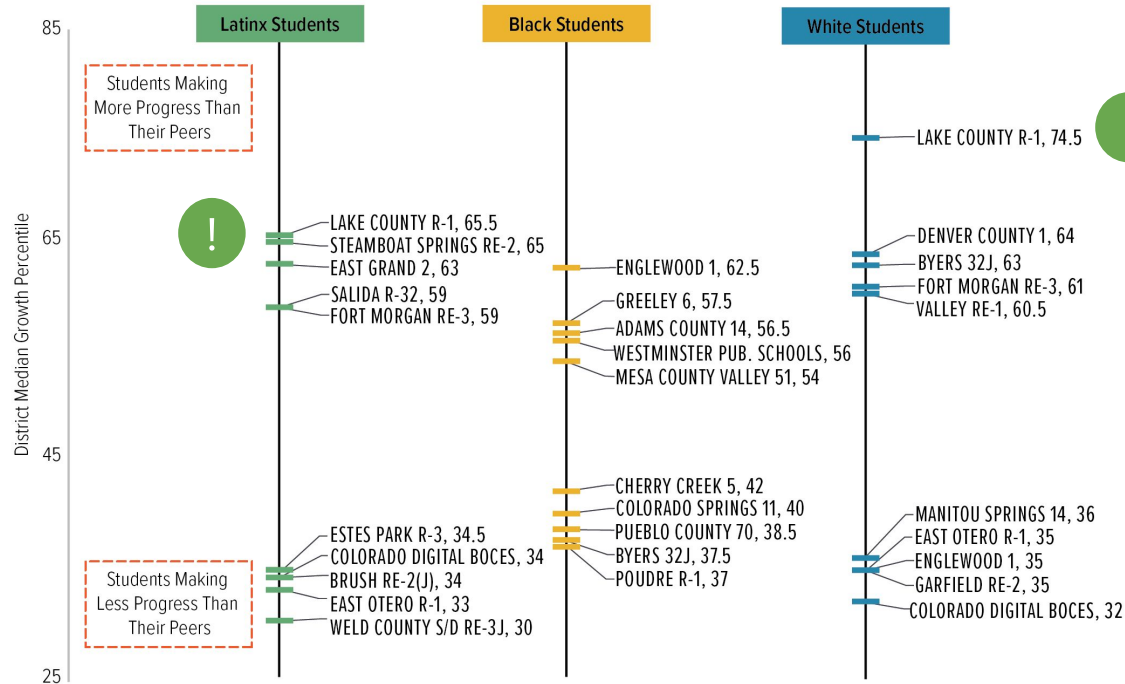 Latinx Students
Black Students
White Students
85
65
45
25
District Median Growth Percentile
Students Making
More Progress Than
Their Peers
!
Students Making
Less Progress Than
Their Peers
LAKE COUNTY R-1, 65.5
STEAMBOAT SPRINGS RE-2, 65
EAST GRAND 2, 63
SALIDA R-32, 59
FORT MORGAN RE-3, 59
ESTES PARK R-3, 34.5
COLORADO DIGITAL BOCES, 34
BRUSH RE-2(J), 34
EAST OTERO R-1, 33
WELD COUNTY S/D RE-3J, 30
ENGLEWOOD 1, 62.5
GREELEY 6, 57.5
ADAMS COUNTY 14, 56.5
WESTMINSTER PUB. SCHOOLS, 56
MESA COUNTY VALLEY 51, 54
CHERRY CREEK 5, 42
COLORADO SPRINGS 11, 40
PUEBLO COUNTY 70, 38.5
BYERS 32J, 37.5
POUDRE R-1, 37
LAKE COUNTY R-1, 74.5
DENVER COUNTY 1, 64
BYERS 32J, 63
FORT MORGAN RE-3, 61
VALLEY RE-1, 60.5
MANITOU SPRINGS 14, 36
EAST OTERO R-1, 35
ENGLEWOOD 1, 35
GARFIELD RE-2, 35
COLORADO DIGITAL BOCES, 32